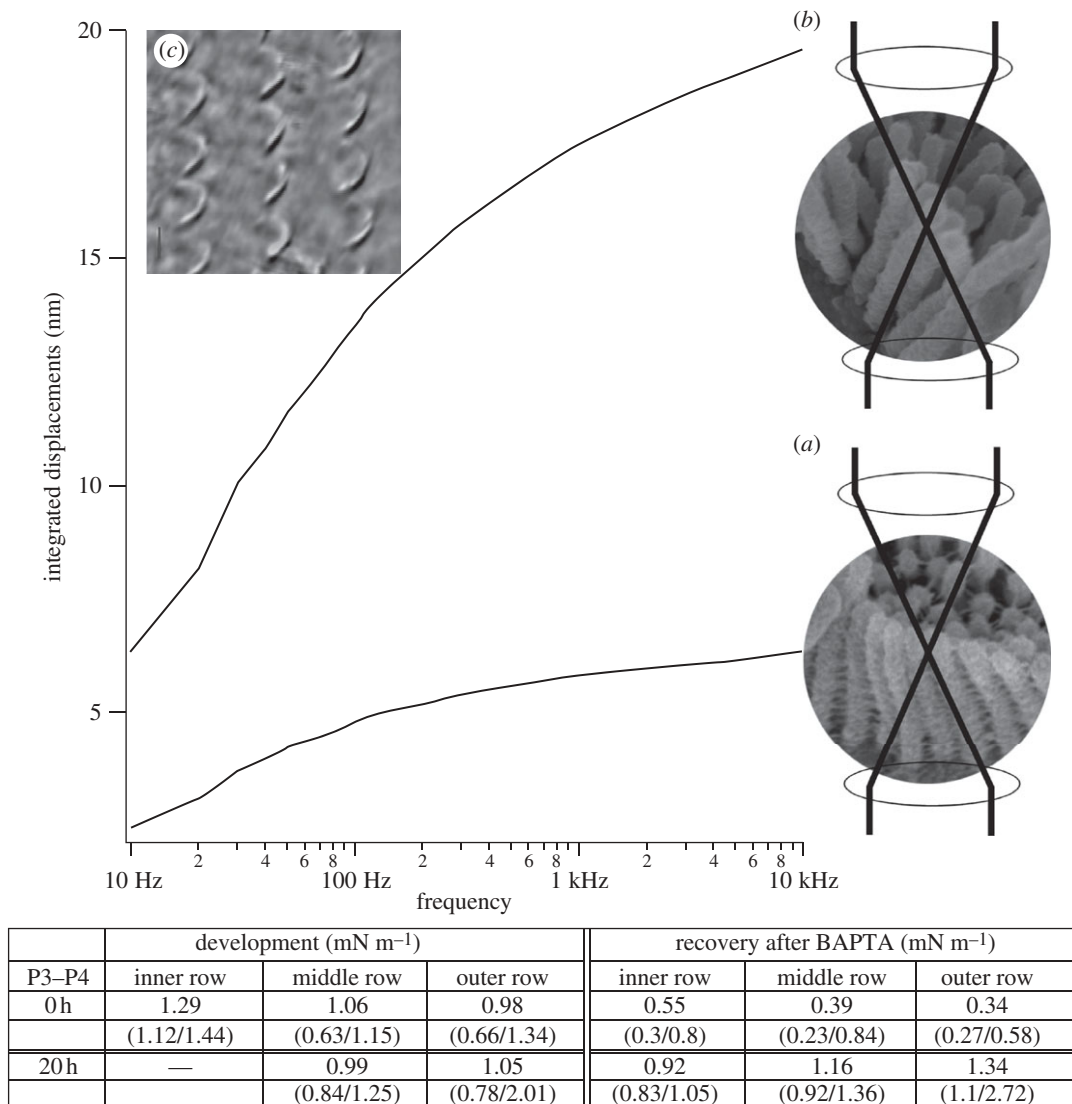 20
15
10
5
integrated displacements (nm)
(c)
(b)
(a)
2 4 6 8 2 4 6 8 2 4 6 8
10 Hz 100 Hz 1 kHz 10 kHz
frequency
development (mN m–1) recovery after BAPTA (mN m–1)
P3–P4 inner row middle row outer row inner row middle row outer row
0 h 1.29 1.06 0.98 0.55 0.39 0.34
(1.12/1.44) (0.63/1.15) (0.66/1.34) (0.3/0.8) (0.23/0.84) (0.27/0.58)
20 h — 0.99 1.05 0.92 1.16 1.34
(0.84/1.25) (0.78/2.01) (0.83/1.05) (0.92/1.36) (1.1/2.72)